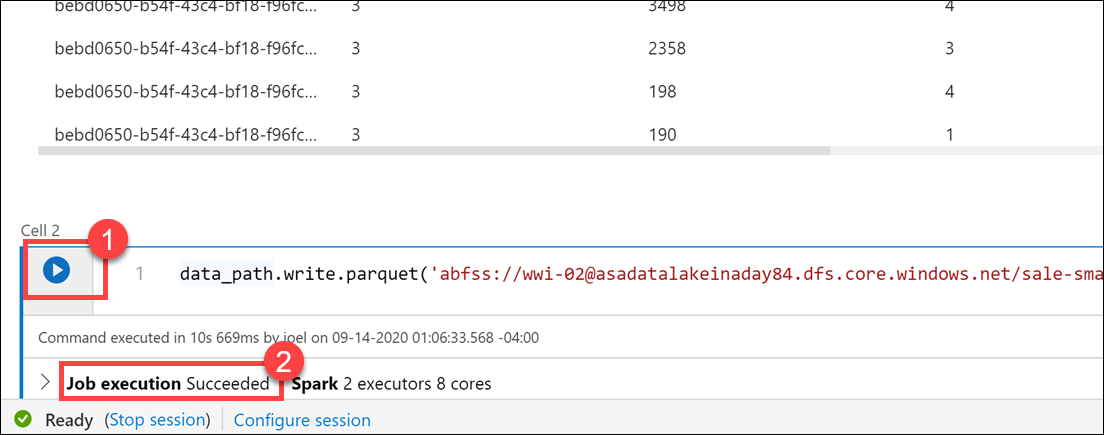 bebd0650-b54f-43c4-bf18-f96fc... 3 3498 4
bebd0650-b54f-43c4-bf18-f96fc... 3 2358 3
bebd0650-b54f-43c4-bf18-f96fc... 3 198 4
bebd0650-b54f-43c4-bf18-f96fc... 3 190 1
Cell 2
1
1 data_path.write.parquet('abfss://wwi-02@asadatalakeinaday84.dfs.core.windows.net/sale-sma
Command executed in 10s 669ms by joel on 09-14-2020 01:06:33.568 -04:00
2
Job execution Succeeded Spark 2 executors 8 cores
Ready (Stop session) Configure session